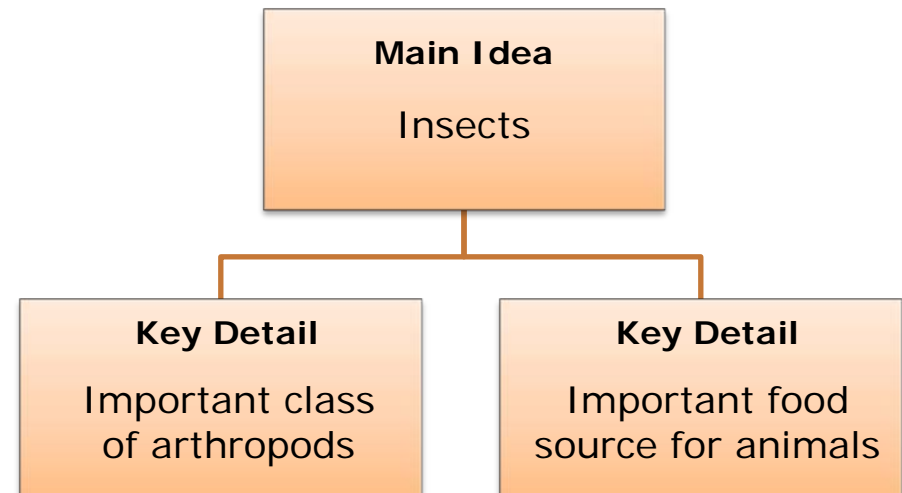 Main Idea
Insects
Key Detail
Important class
of arthropods
Key Detail
Important food
source for animals